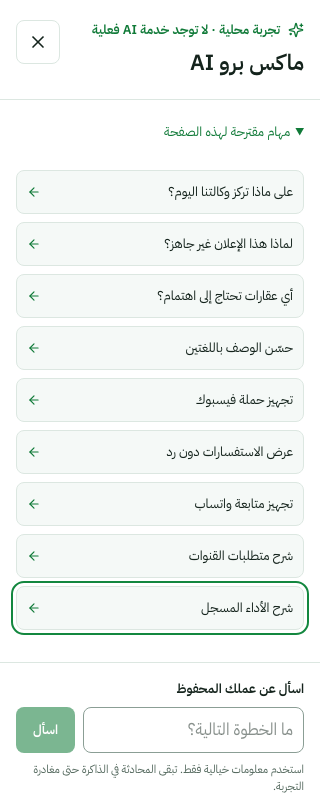 تجربة محلية · لا توجد خدمة AI فعلية
ماكس برو AI
مهام مقترحة لهذه الصفحة
على ماذا تركز وكالتنا اليوم؟
لماذا هذا الإعلان غير جاهز؟
أي عقارات تحتاج إلى اهتمام؟
حسّن الوصف باللغتين
تجهيز حملة فيسبوك
عرض الاستفسارات دون رد
تجهيز متابعة واتساب
شرح متطلبات القنوات
شرح الأداء المسجل
اسأل عن عملك المحفوظ
ما الخطوة التالية؟
اسأل
استخدم معلومات خيالية فقط. تبقى المحادثة في الذاكرة حتى مغادرة
التجربة.